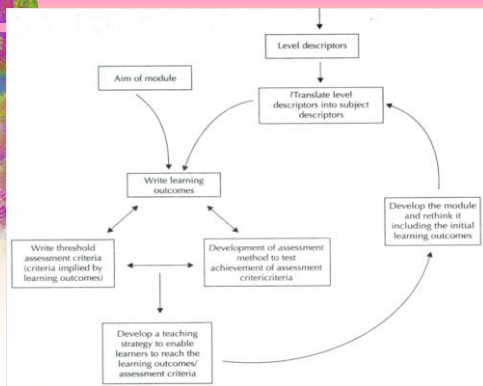 Level descriptors
Aim of module
?Translate level
descriptors into subject
descriptors
Write learning
outcomes
Develop the module
and rethink it
including the initial
learning outcomes
Write threshold
assessment criteria
(criteria implied by
learning outcomes)
Development of assessment
method to test
achievement of assessment
critericriteria
Develop a teaching
strategy to enable
learners to reach the
learning outcomes/
assessment criteria